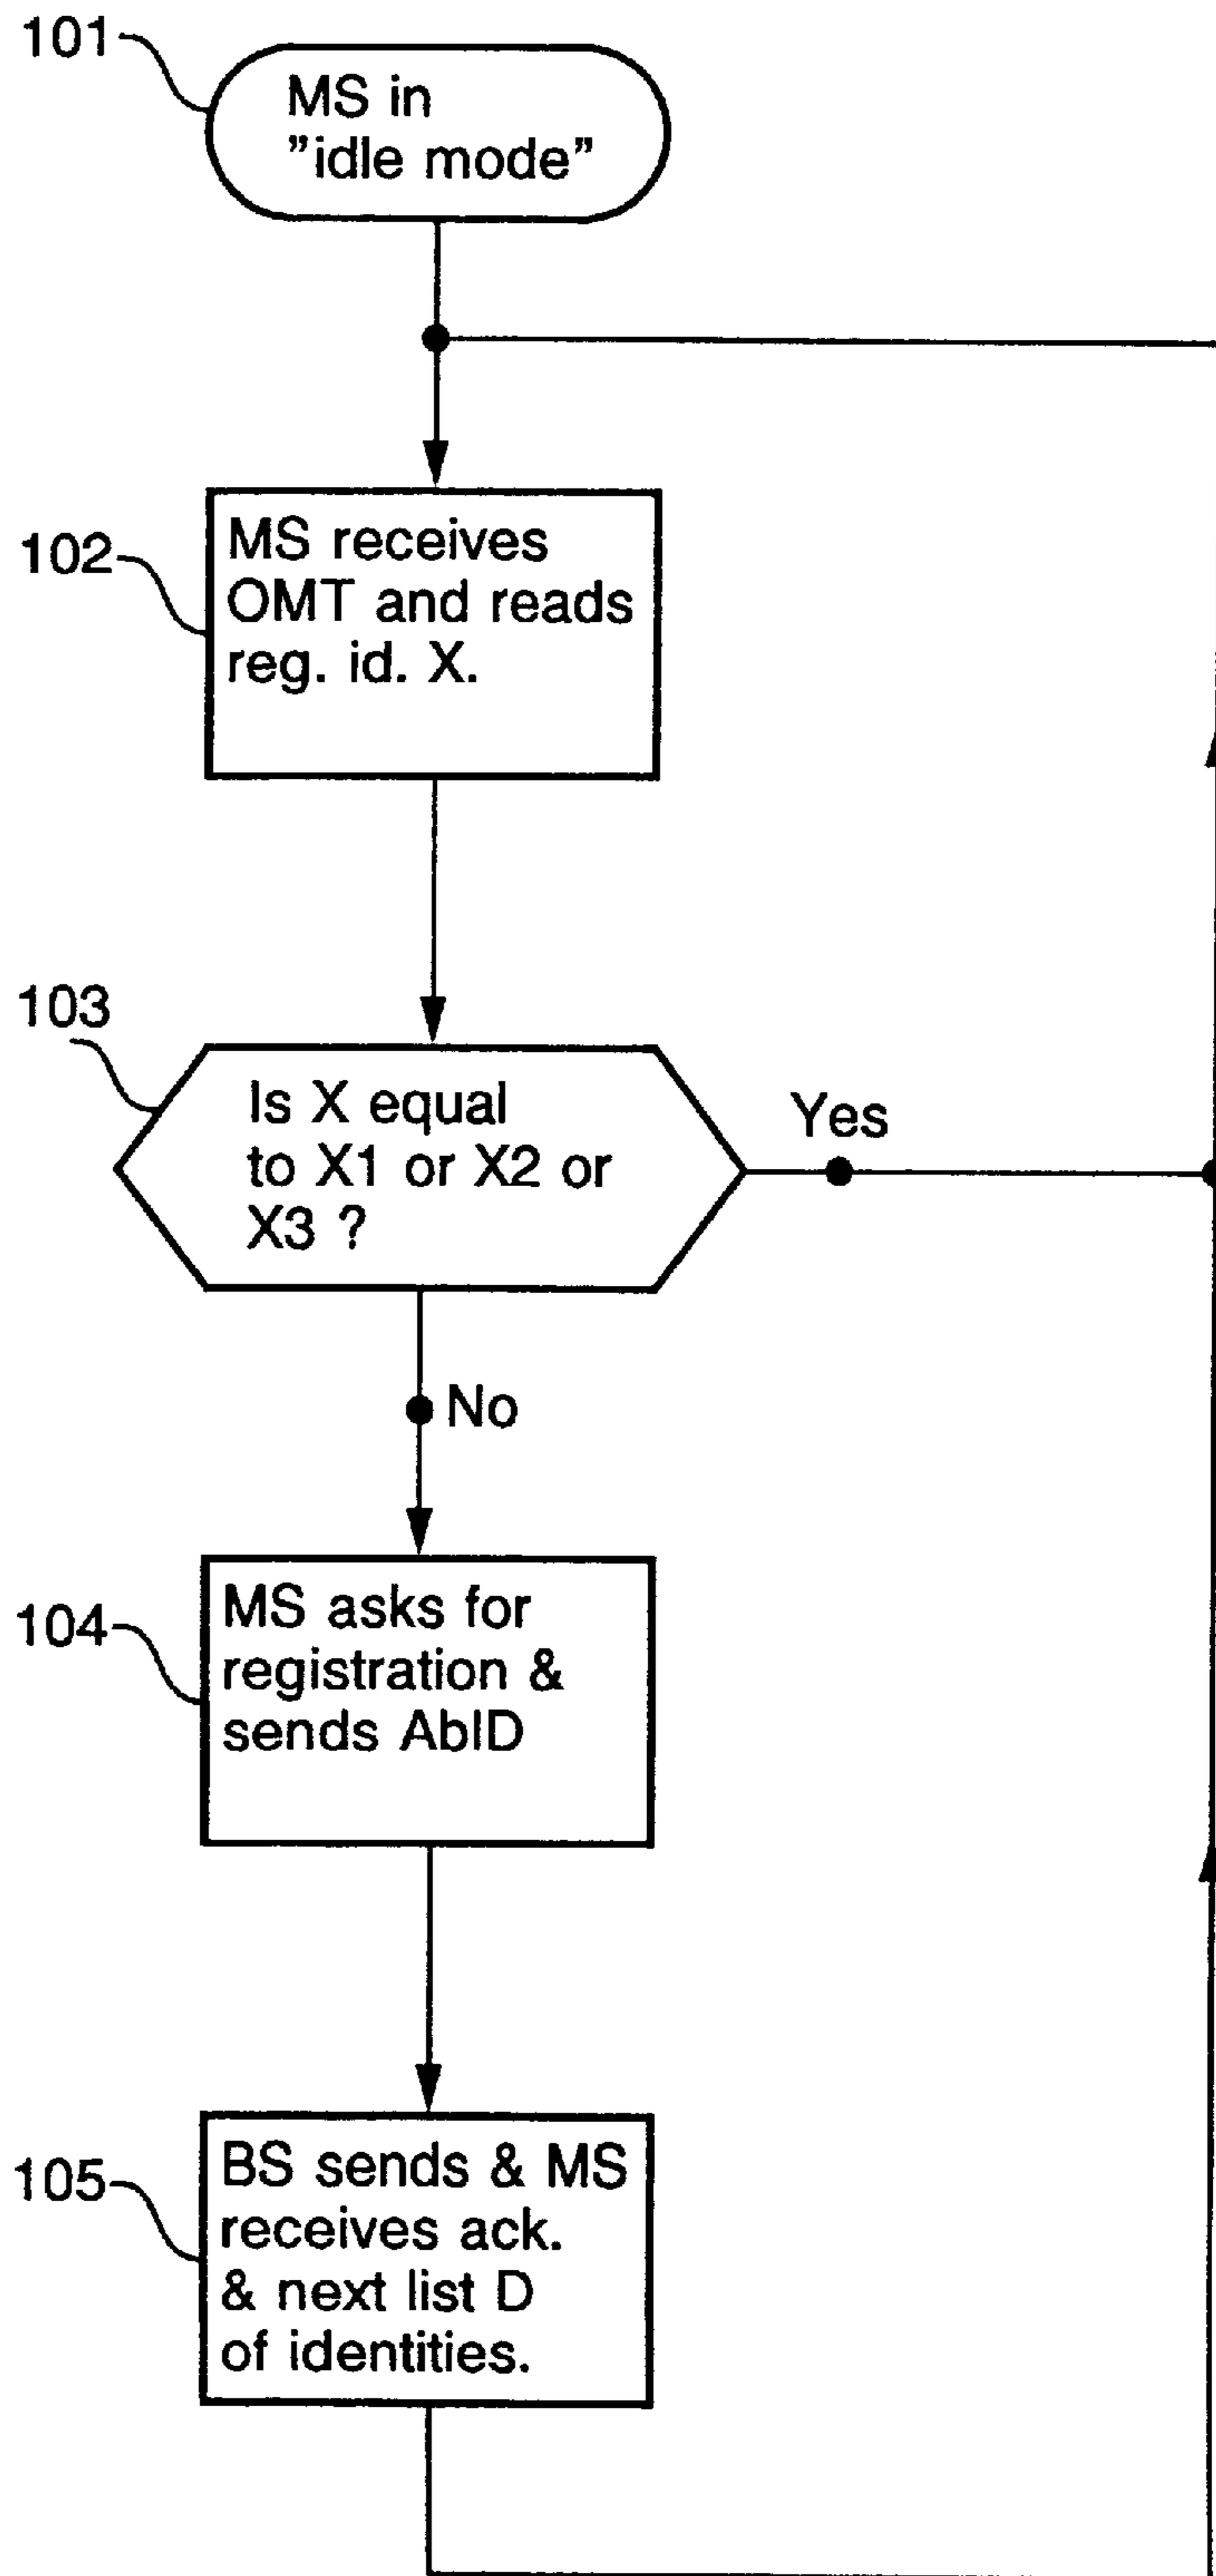 101
MS in
"idle mode"
102
MS receives
OMT and reads
reg. id. X.
103
Is X equal
to X1 or X2 or
X3 ?
Yes
No
104
MS asks for
registration &
sends AbID
105
BS sends & MS
receives ack.
& next list D
of identities.